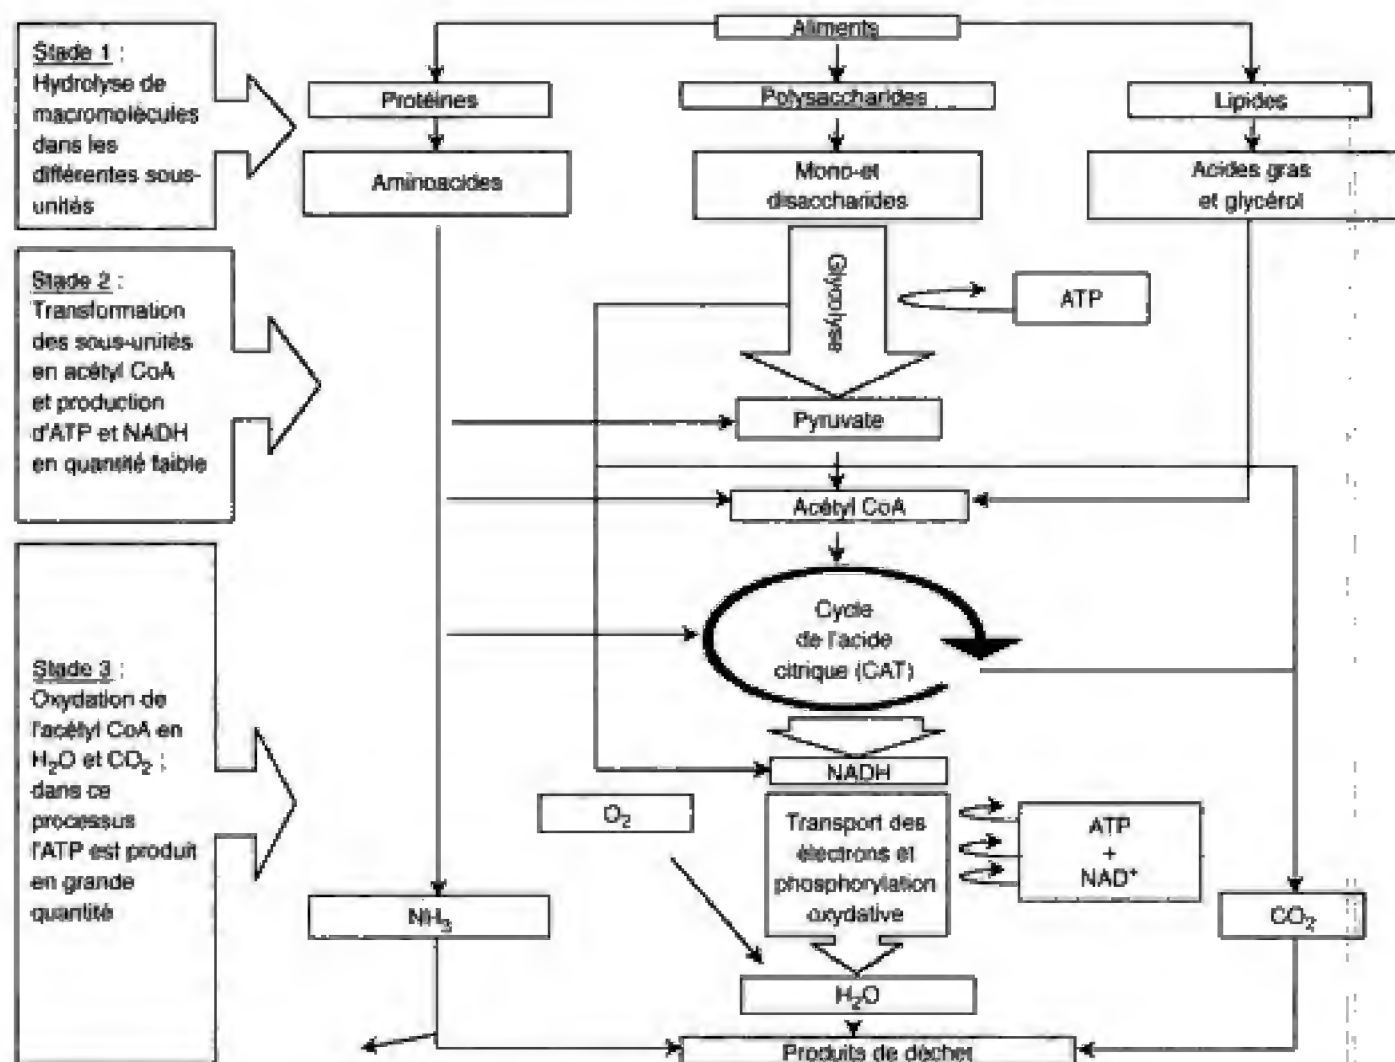 Aliments
Stade 1 :
Hydrolyse de
macromolécules
dans les
différentes sous-
unités
Protéines
Polysaccharides
Lipides
Aminoacides
Mono-et
disaccharides
Acides gras
et glycérol
Stade 2 :
Transformation
des sous-unités
en acétyl CoA
et production
d'ATP et NADH
en quantité faible
Glycolyse
ATP
Pyruvate
Acétyl CoA
Cycle
de l'acide
citrique (CAT)
Stade 3 :
Oxydation de
l'acétyl CoA en
H₂O et CO₂ ;
dans ce
processus
l'ATP est produit
en grande
quantité
NADH
O₂
Transport des
électrons et
phosphorylation
oxydative
ATP
+
NAD⁺
NH₃
CO₂
H₂O
Produits de déchet